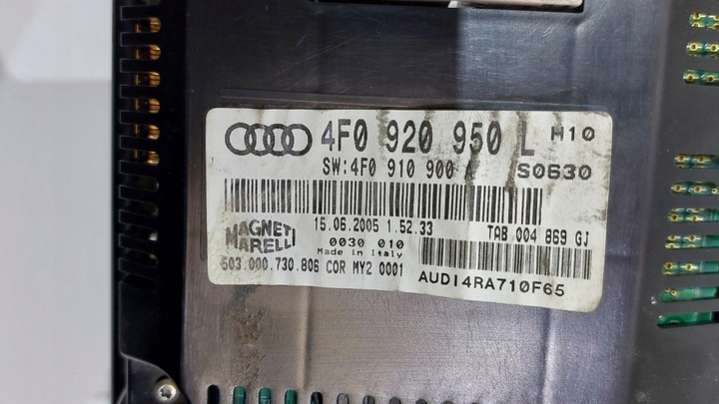 4F0 920 950 L H10
SW:4F0 910 900 A S0630
15.06.2005 1.52.33 TAB 004 869 GJ
MAGNETI MARELLI
0030 010
Made in Italy
503.000.730.806 COR MY2 0001
AUDI4RA710F65